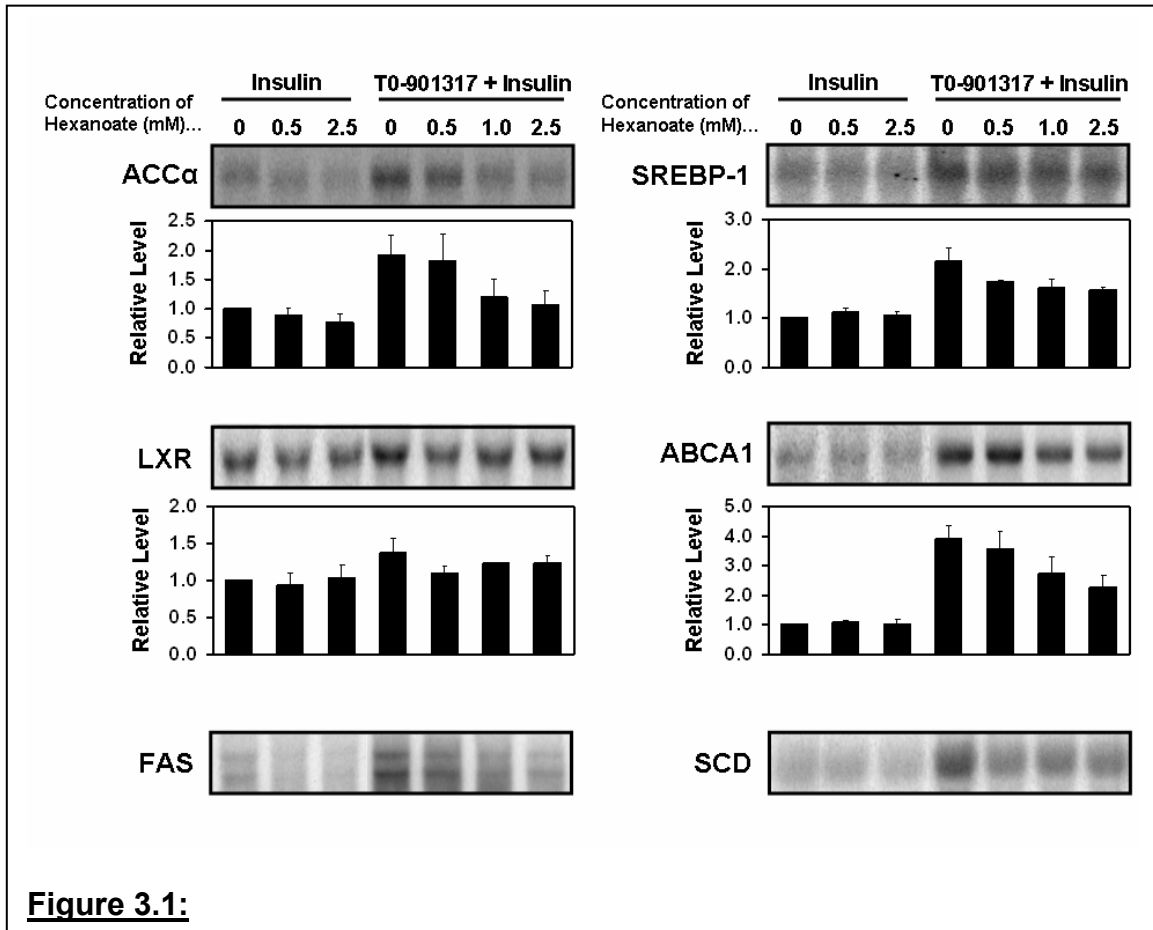 Insulin T0-901317 + Insulin
Concentration of
Hexanoate (mM)... 0 0.5 2.5 0 0.5 1.0 2.5
ACCα
Relative Level
2.5
2.0
1.5
1.0
0.5
0.0
LXR
Relative Level
2.0
1.5
1.0
0.5
0.0
FAS
Insulin T0-901317 + Insulin
Concentration of
Hexanoate (mM)... 0 0.5 2.5 0 0.5 1.0 2.5
SREBP-1
Relative Level
3.0
2.0
1.0
0.0
ABCA1
Relative Level
5.0
4.0
3.0
2.0
1.0
0.0
SCD
Figure 3.1: